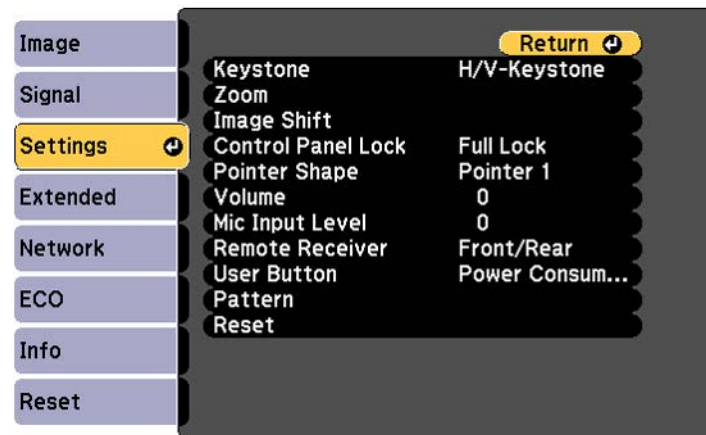 Image
Signal
Settings
Extended
Network
ECO
Info
Reset
Return
Keystone H/V-Keystone
Zoom
Image Shift
Control Panel Lock Full Lock
Pointer Shape Pointer 1
Volume 0
Mic Input Level 0
Remote Receiver Front/Rear
User Button Power Consum...
Pattern
Reset